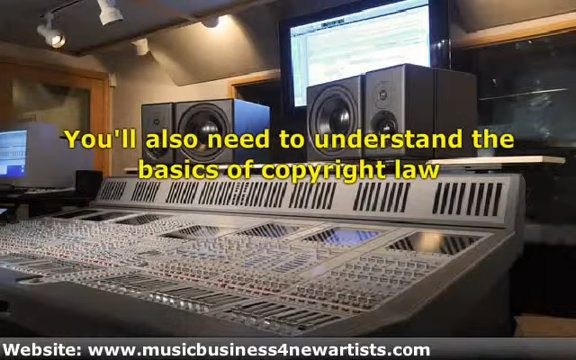 You'll also need to understand the
basics of copyright law
Website: www.musicbusiness4newartists.com